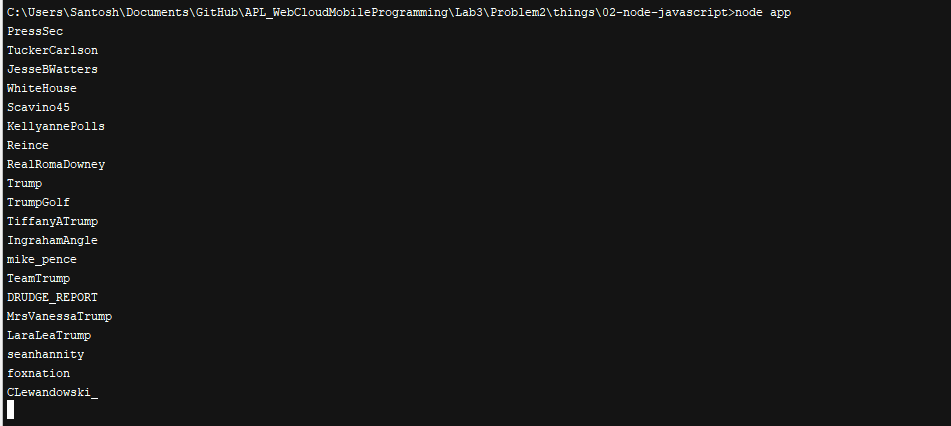 C:\Users\Santosh\Documents\GitHub\APL_WebCloudMobileProgramming\Lab3\Problem2\things\02-node-javascript>node app
PressSec
TuckerCarlson
JesseBWatters
WhiteHouse
Scavino45
KellyannePolls
Reince
RealRomaDowney
Trump
TrumpGolf
TiffanyATrump
IngrahamAngle
mike_pence
TeamTrump
DRUDGE_REPORT
MrsVanessaTrump
LaraLeaTrump
seanhannity
foxnation
CLewandowski_